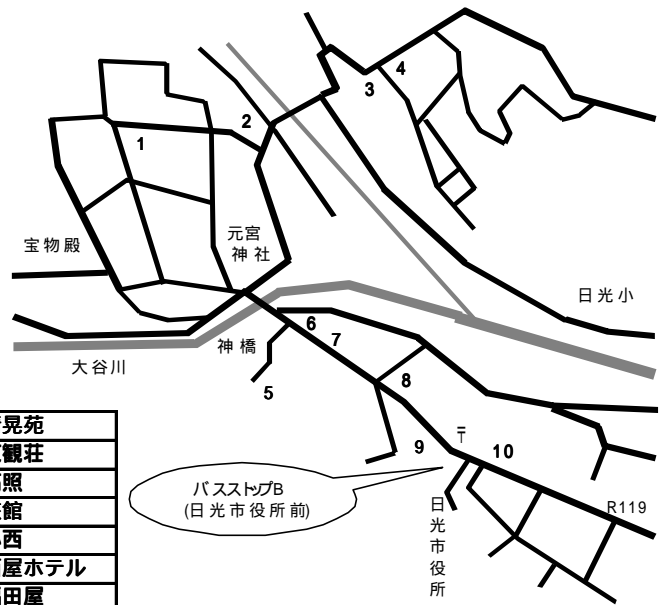 4
3
2
1
宝物殿
元宮
神社
日光小
6
神橋
7
大谷川
5
8
9
〒
10
バスストップB
(日光市役所前)
R119
日光市役所
晃苑
観荘
照
館
西
屋ホテル
田屋